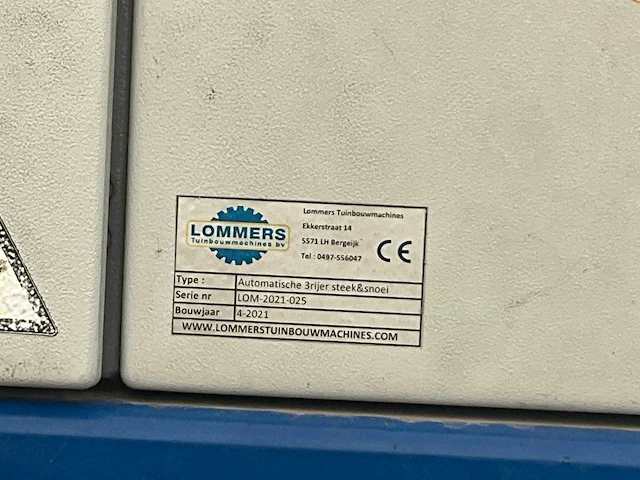 LOMMERS
Tuinbouwmachines bv
Lommers Tuinbouwmachines
Ekkerstraat 14
5571 LH Bergeijk
Tel : 0497-556047
CE
Type : Automatische 3rijer steek&snoei
Serie nr LOM-2021-025
Bouwjaar 4-2021
WWW.LOMMERSTUINBOUWMACHINES.COM